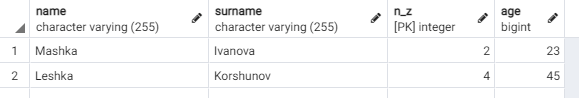 name surname n_z age
character varying (255) character varying (255) [PK] integer bigint
1 Mashka Ivanova 2 23
2 Leshka Korshunov 4 45